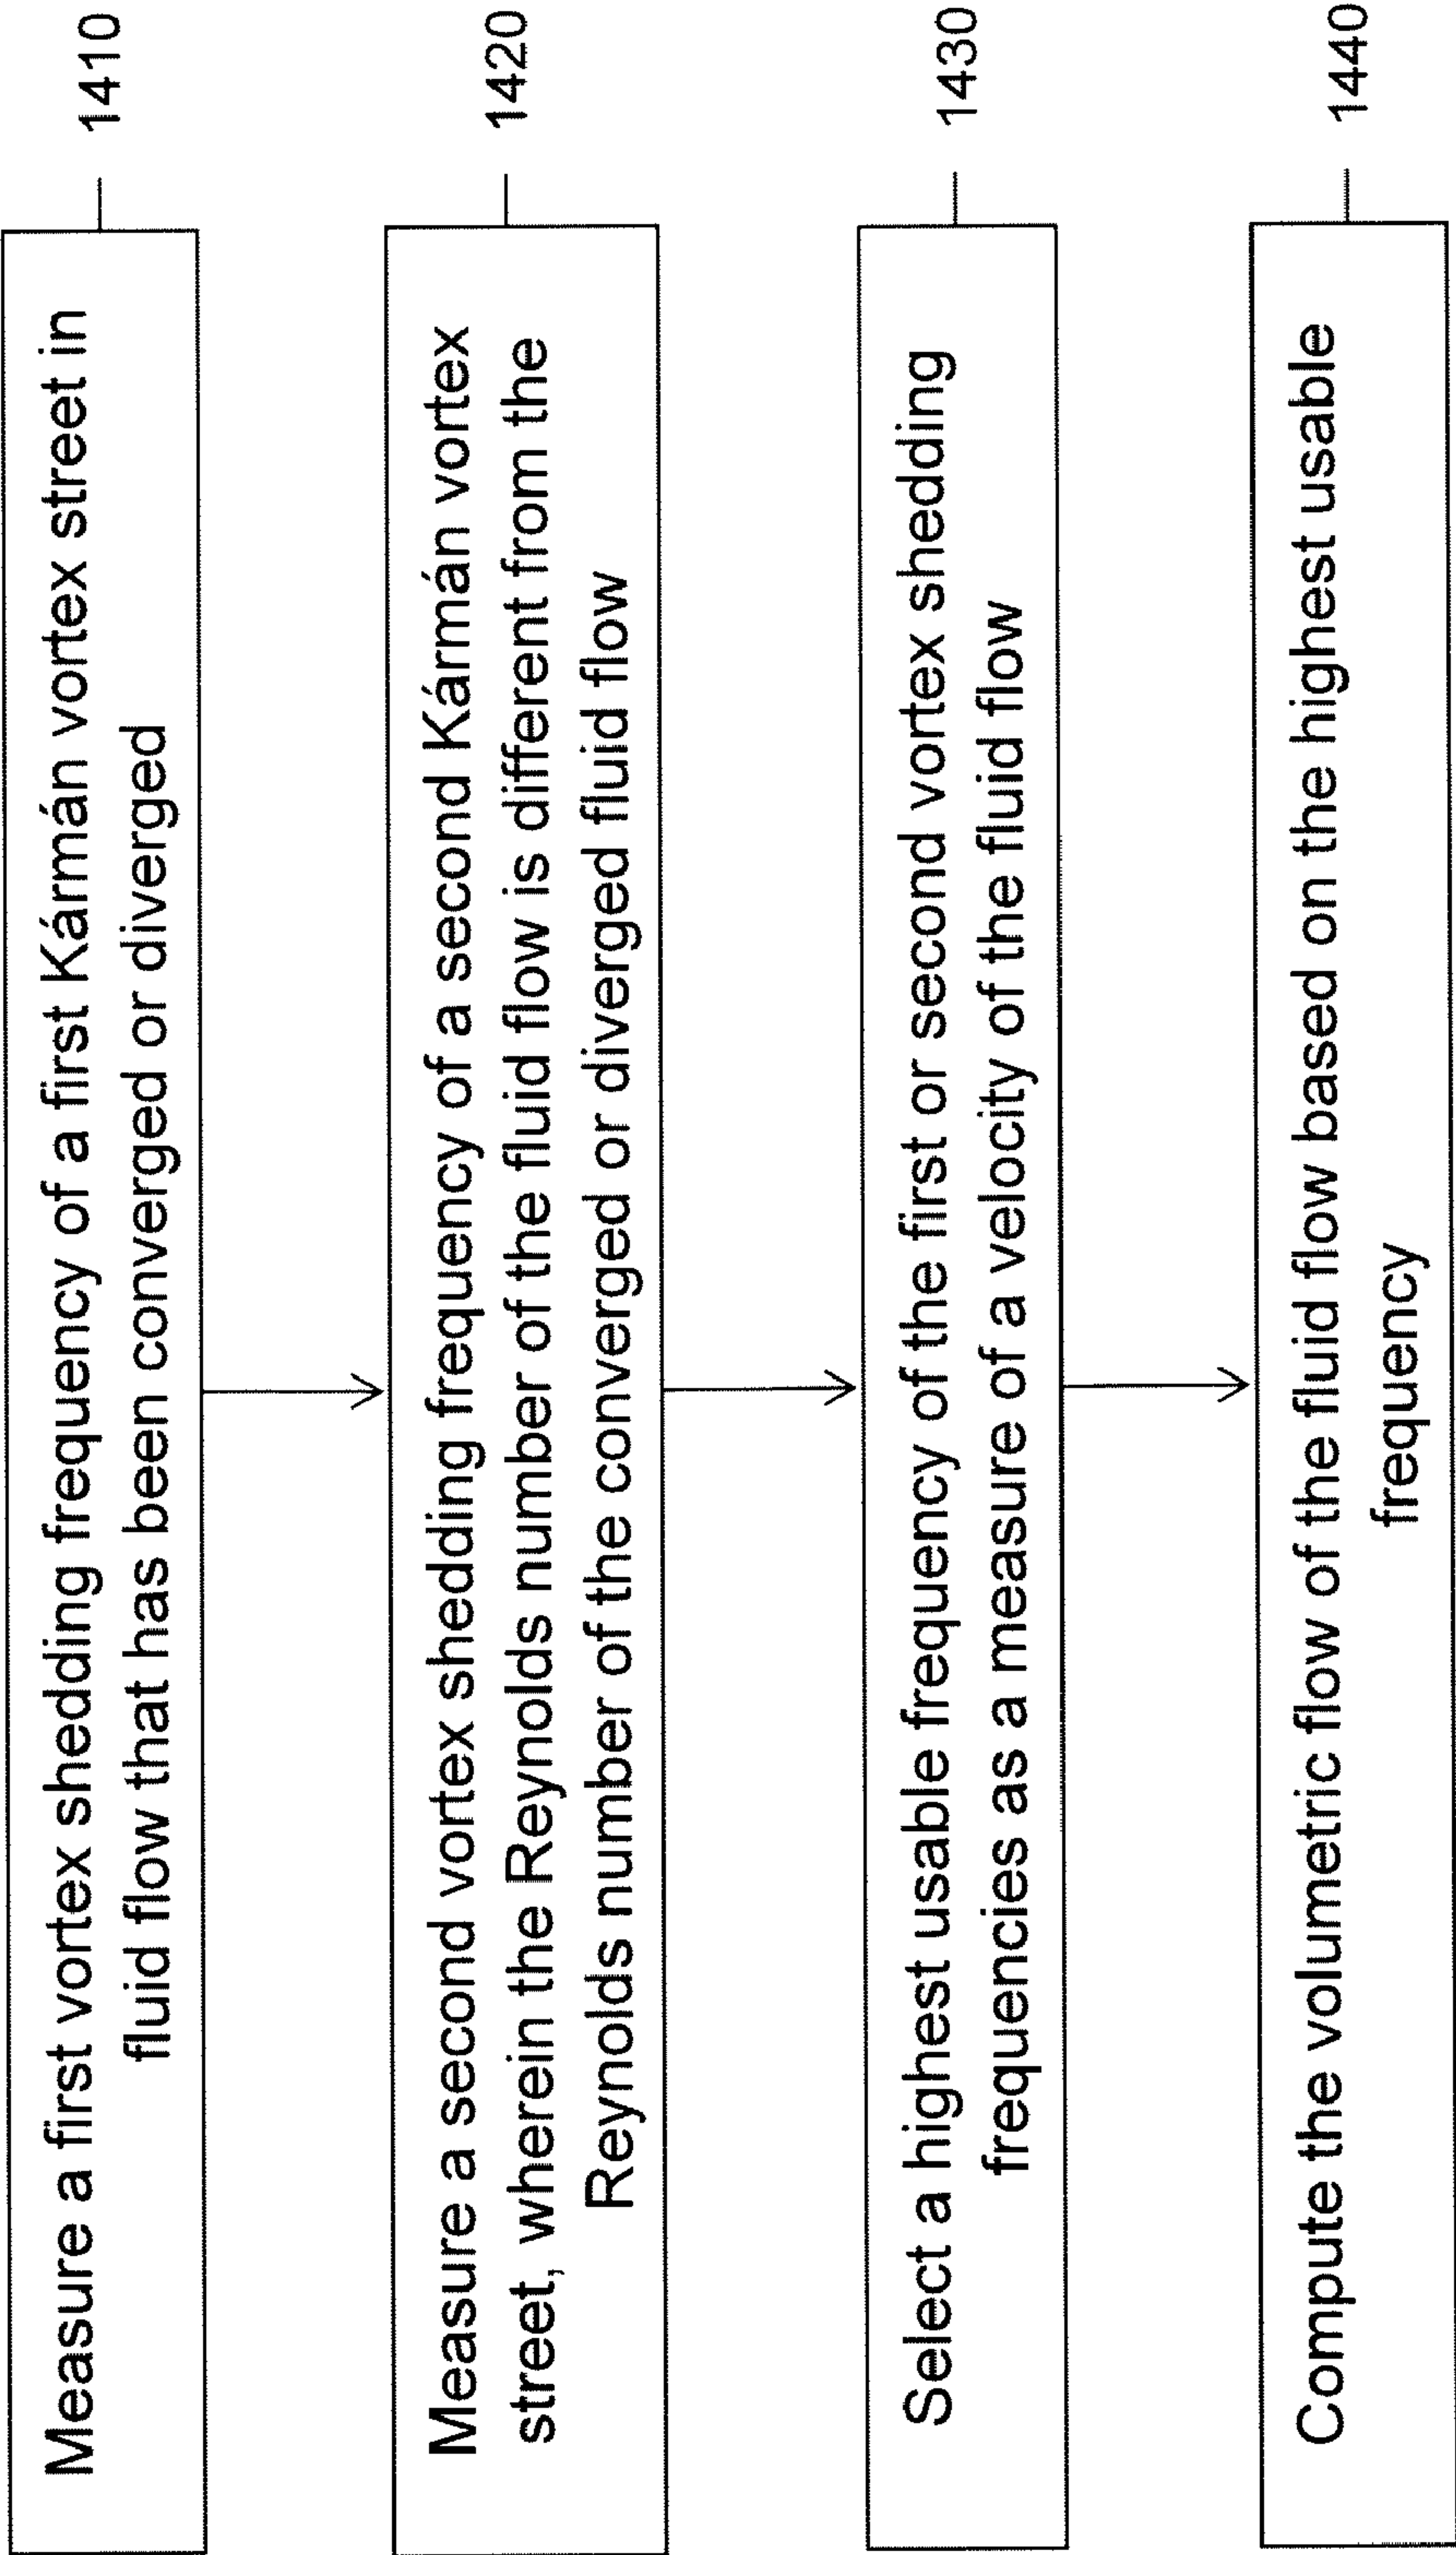 Measure a first vortex shedding frequency of a first Kármán vortex street in
fluid flow that has been converged or diverged
1410
Measure a second vortex shedding frequency of a second Kármán vortex
street, wherein the Reynolds number of the fluid flow is different from the
Reynolds number of the converged or diverged fluid flow
1420
Select a highest usable frequency of the first or second vortex shedding
frequencies as a measure of a velocity of the fluid flow
1430
Compute the volumetric flow of the fluid flow based on the highest usable
frequency
1440